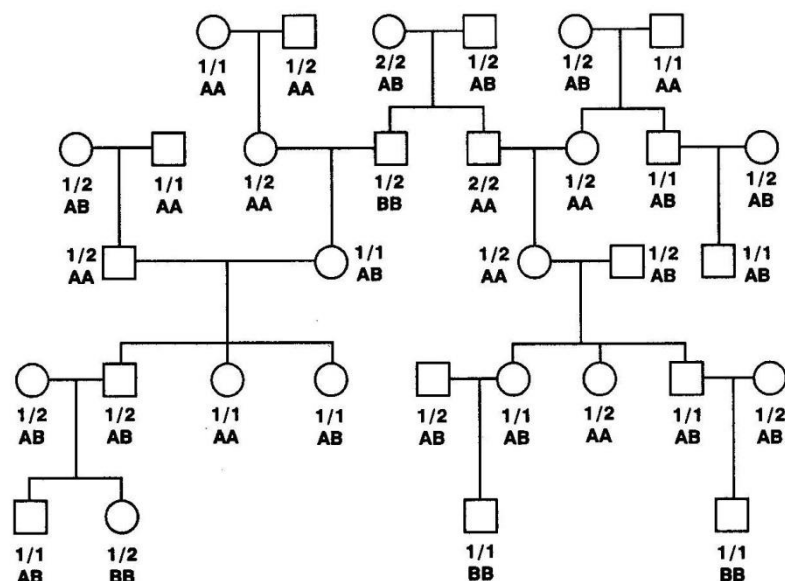 1/1 1/2 2/2 1/2 1/2 1/1
AA AA AB AB AB AA
1/2 1/1 1/2 1/2 2/2 1/2 1/1 1/2
AB AA AA BB AA AA AB AB
1/2 1/1 1/2 1/2 1/1
AA AB AA AB AB
1/2 1/2 1/1 1/1 1/2 1/1 1/2 1/1 1/2
AB AB AA AB AB AB AA AB AB
1/1 1/2 1/1 1/1
AB BB BB BB